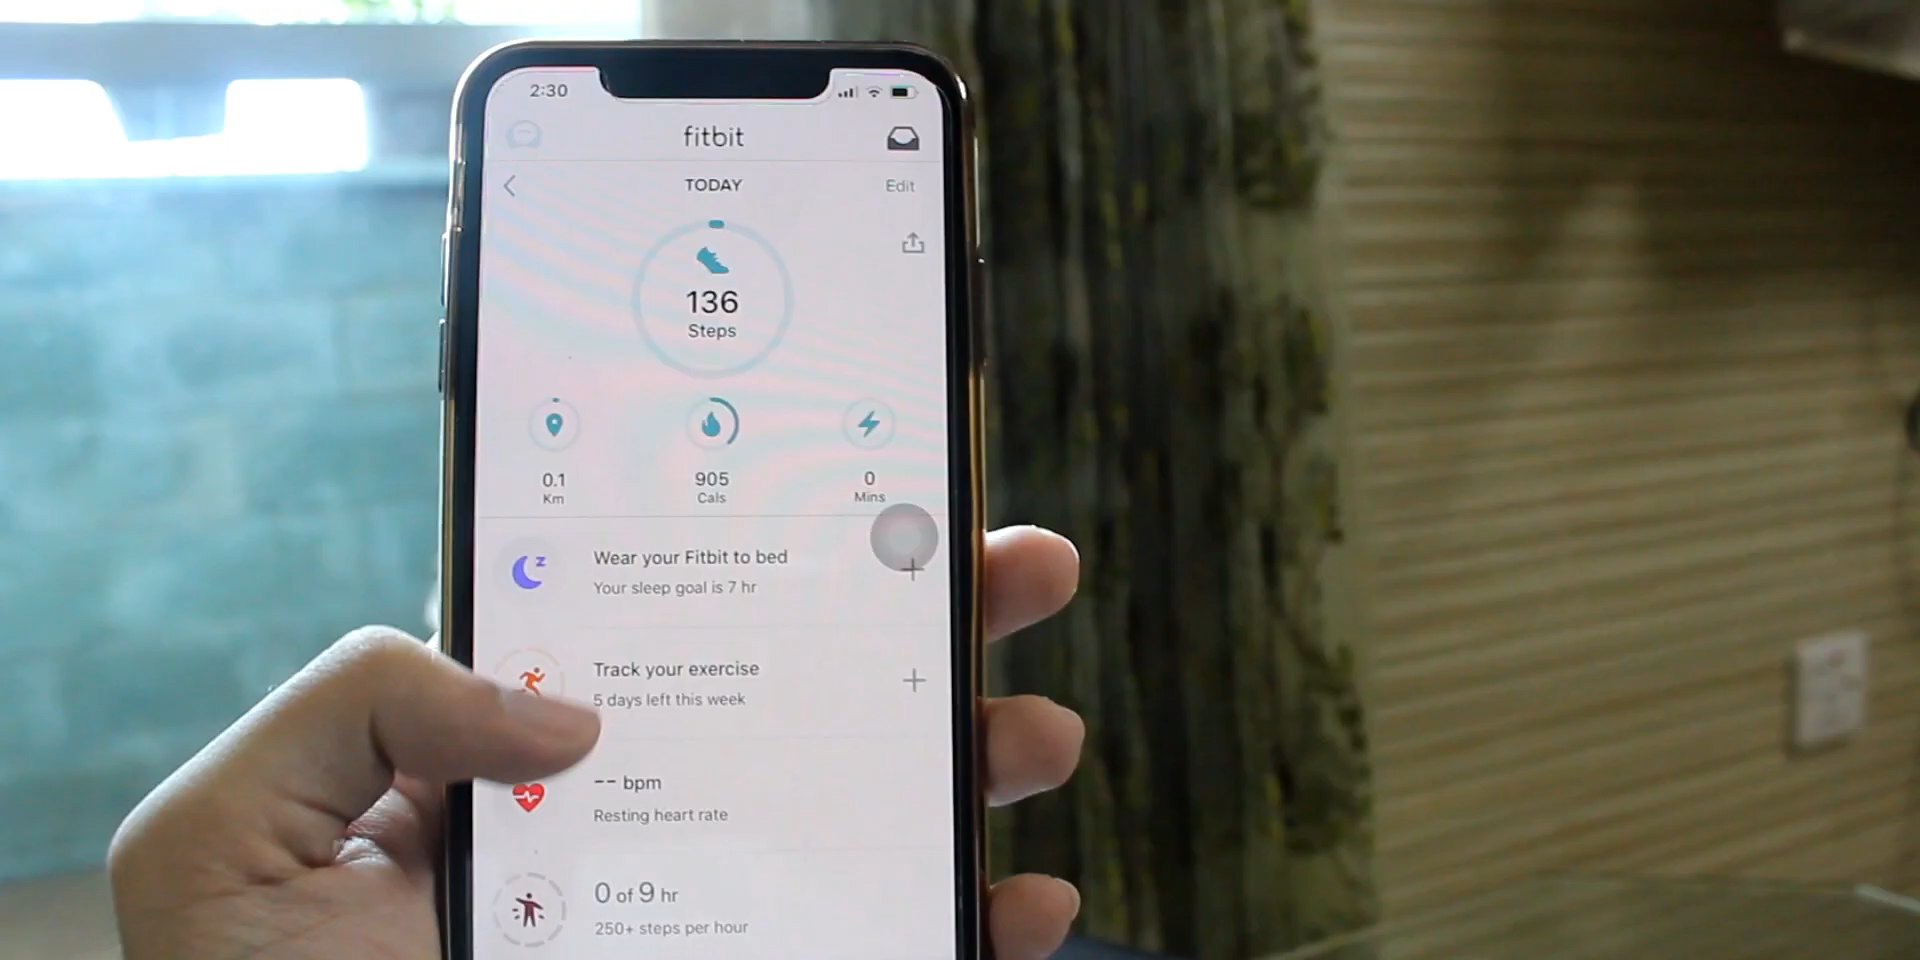 2:30
fitbit
TODAY
Edit
136
Steps
0.1
Km
905
Cals
0
Mins
Wear your Fitbit to bed
Your sleep goal is 7 hr
Track your exercise
5 days left this week
-- bpm
Resting heart rate
0 of 9 hr
250+ steps per hour